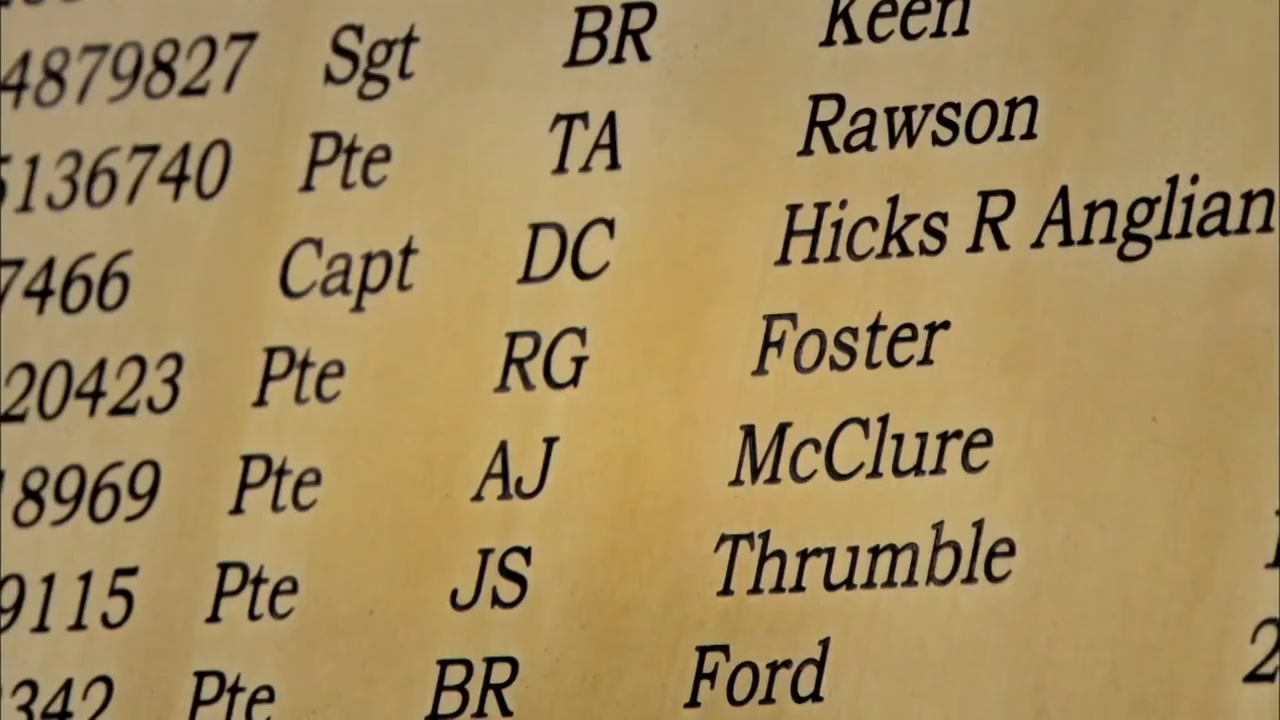 4879827 Sgt BR Keen
5136740 Pte TA Rawson
7466 Capt DC Hicks R Anglian
20423 Pte RG Foster
8969 Pte AJ McClure
9115 Pte JS Thrumble
342 Pte BR Ford 2